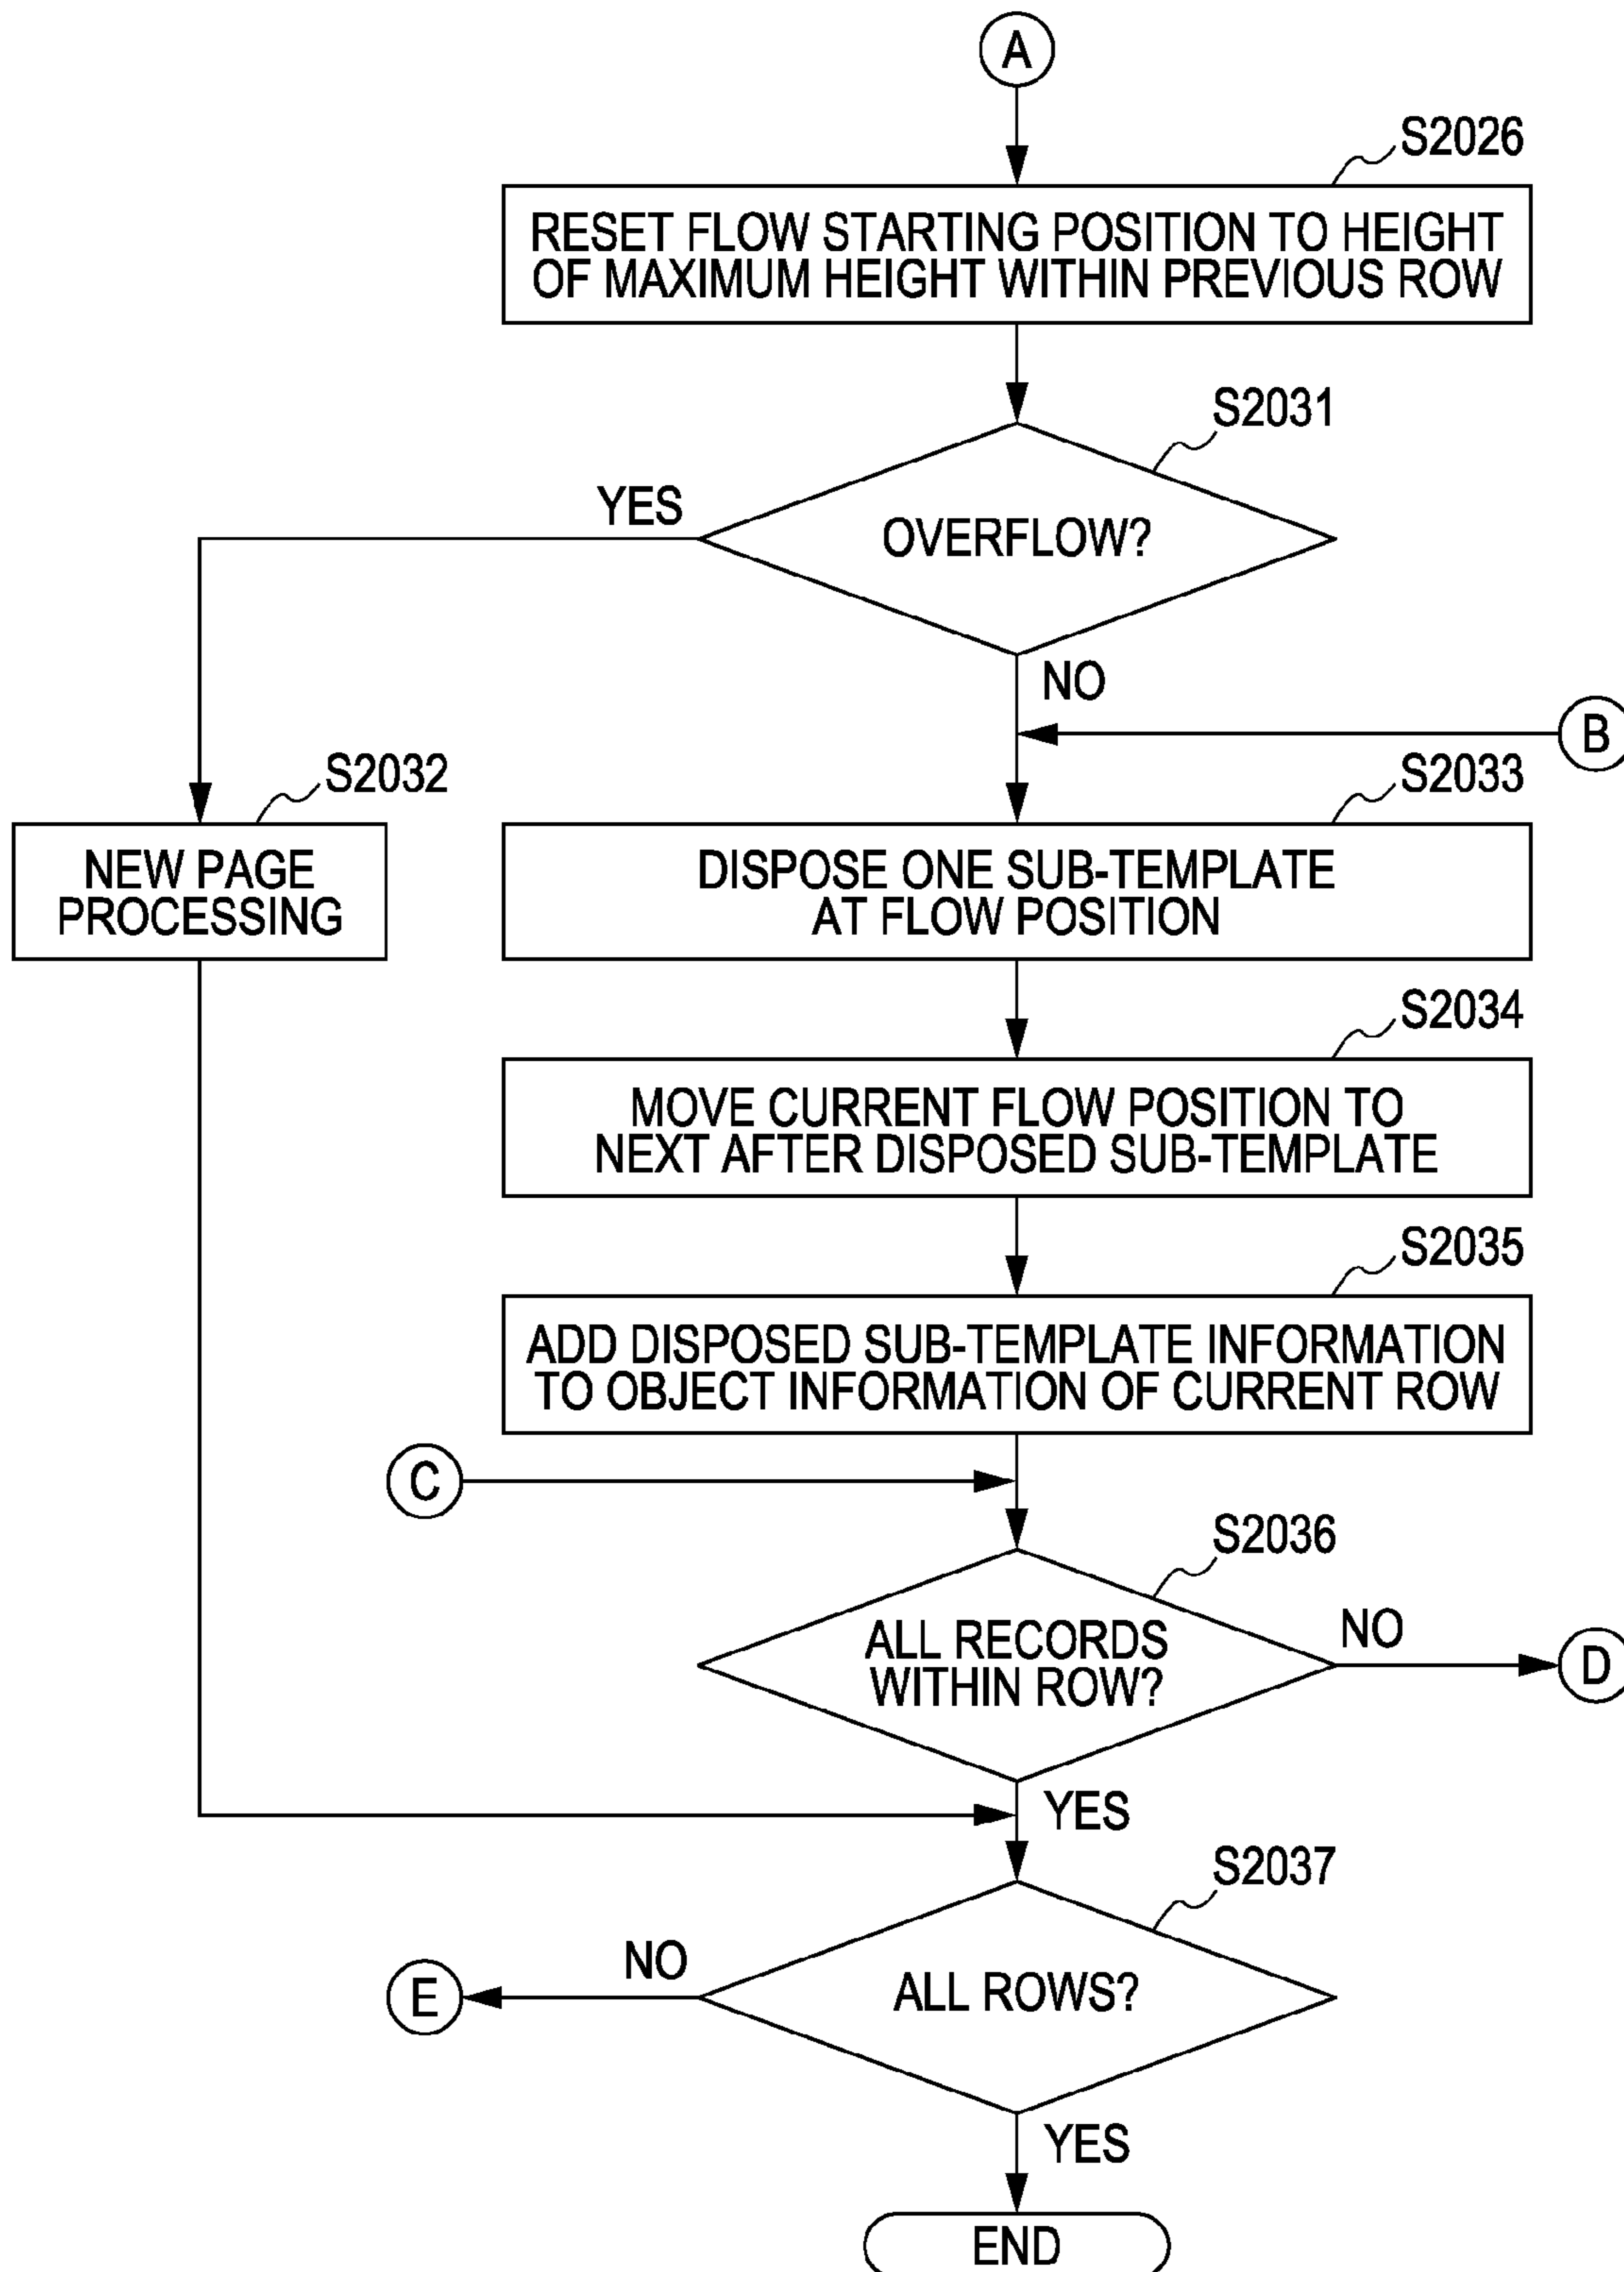 A
S2026
RESET FLOW STARTING POSITION TO HEIGHT
OF MAXIMUM HEIGHT WITHIN PREVIOUS ROW
S2031
YES
OVERFLOW?
NO
B
S2032
S2033
NEW PAGE
PROCESSING
DISPOSE ONE SUB-TEMPLATE
AT FLOW POSITION
S2034
MOVE CURRENT FLOW POSITION TO
NEXT AFTER DISPOSED SUB-TEMPLATE
S2035
ADD DISPOSED SUB-TEMPLATE INFORMATION
TO OBJECT INFORMATION OF CURRENT ROW
C
S2036
ALL RECORDS
WITHIN ROW?
NO
D
YES
S2037
NO
E
ALL ROWS?
YES
END